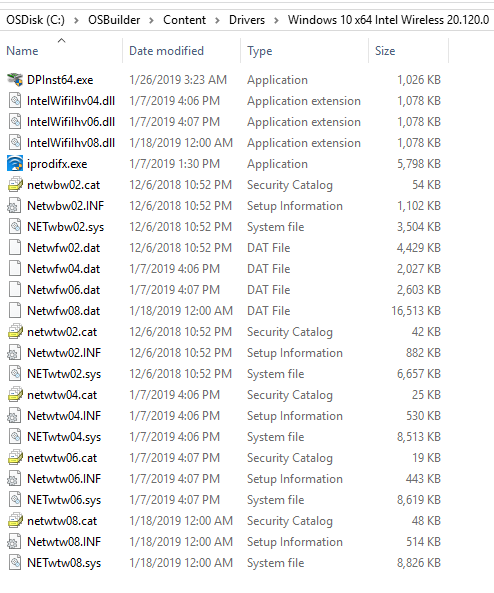 OSDisk (C:) › OSBuilder › Content › Drivers › Windows 10 x64 Intel Wireless 20.120.0
Name Date modified Type Size
DPInst64.exe 1/26/2019 3:23 AM Application 1,026 KB
IntelWifiIhv04.dll 1/7/2019 4:06 PM Application extension 1,078 KB
IntelWifiIhv06.dll 1/7/2019 4:07 PM Application extension 1,078 KB
IntelWifiIhv08.dll 1/18/2019 12:00 AM Application extension 1,078 KB
iprodifx.exe 1/7/2019 1:30 PM Application 5,798 KB
netwbw02.cat 12/6/2018 10:52 PM Security Catalog 54 KB
Netwbw02.INF 12/6/2018 10:52 PM Setup Information 1,102 KB
NETwbw02.sys 12/6/2018 10:52 PM System file 3,504 KB
Netwfw02.dat 12/6/2018 10:52 PM DAT File 4,429 KB
Netwfw04.dat 1/7/2019 4:06 PM DAT File 2,027 KB
Netwfw06.dat 1/7/2019 4:07 PM DAT File 2,603 KB
Netwfw08.dat 1/18/2019 12:00 AM DAT File 16,513 KB
netwtw02.cat 12/6/2018 10:52 PM Security Catalog 42 KB
Netwtw02.INF 12/6/2018 10:52 PM Setup Information 882 KB
NETwtw02.sys 12/6/2018 10:52 PM System file 6,657 KB
netwtw04.cat 1/7/2019 4:06 PM Security Catalog 25 KB
Netwtw04.INF 1/7/2019 4:06 PM Setup Information 530 KB
NETwtw04.sys 1/7/2019 4:06 PM System file 8,513 KB
netwtw06.cat 1/7/2019 4:07 PM Security Catalog 19 KB
Netwtw06.INF 1/7/2019 4:07 PM Setup Information 443 KB
NETwtw06.sys 1/7/2019 4:07 PM System file 8,619 KB
netwtw08.cat 1/18/2019 12:00 AM Security Catalog 48 KB
Netwtw08.INF 1/18/2019 12:00 AM Setup Information 514 KB
NETwtw08.sys 1/18/2019 12:00 AM System file 8,826 KB